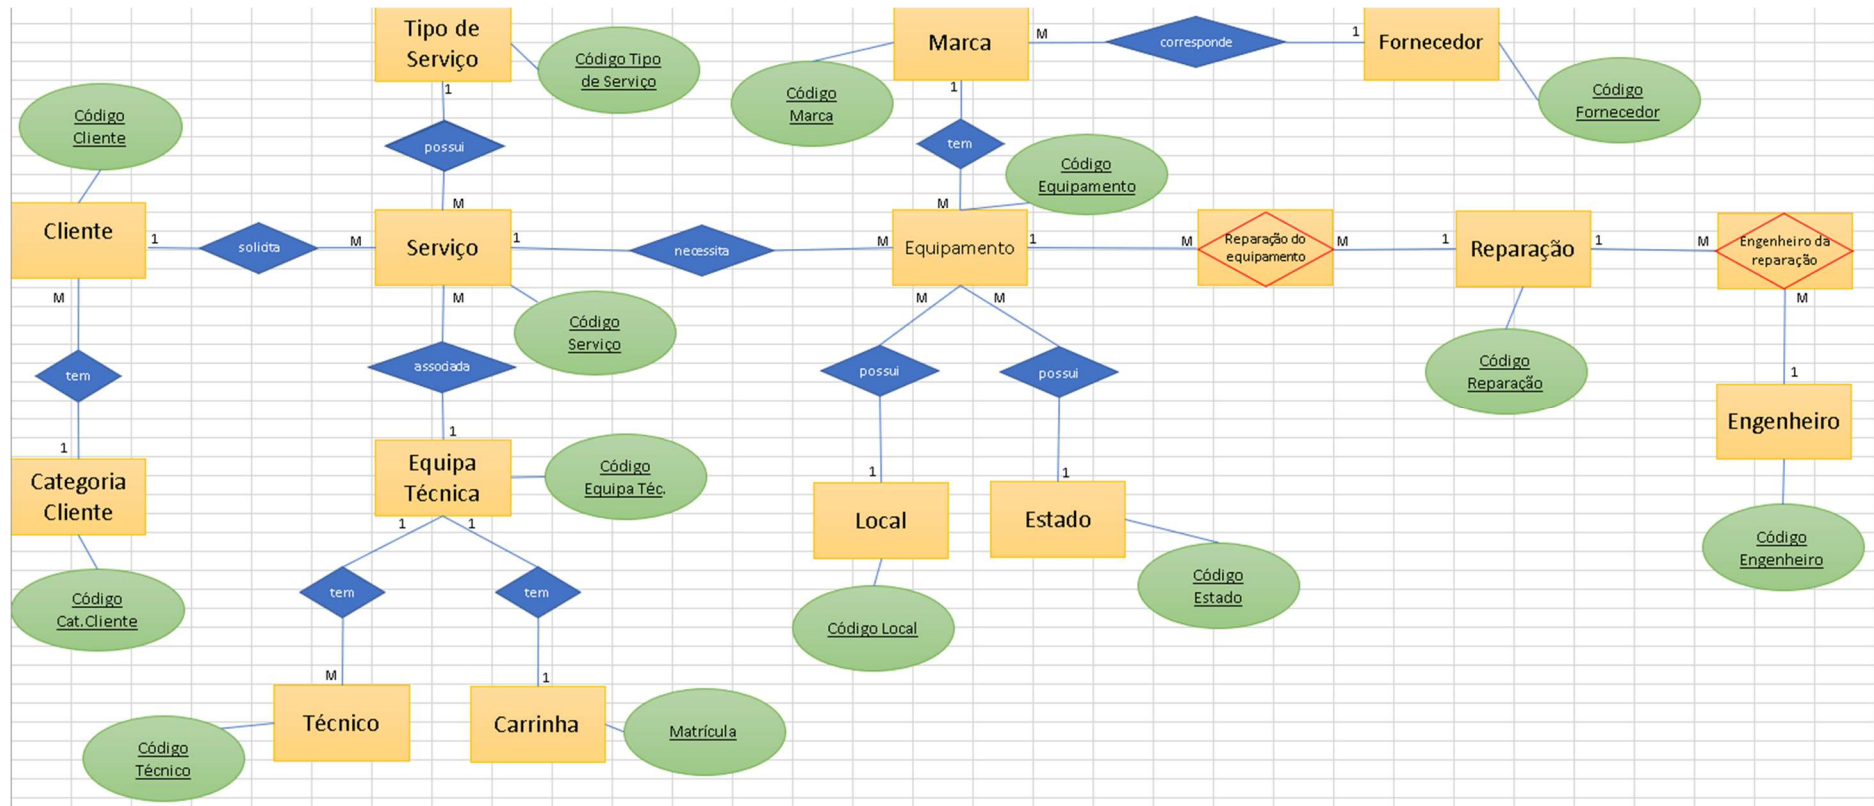 Tipo de
Serviço
Código Tipo
de Serviço
Marca
M
corresponde
1
Fornecedor
Código
Marca
Código
Fornecedor
Código
Cliente
1
possui
M
1
tem
M
Código
Equipamento
Cliente
1
solicita
M
Serviço
1
necessita
M
Equipamento
1
M
Reparação do
equipamento
M
1
Reparação
1
M
Engenheiro da
reparação
M
tem
1
M
associada
1
Código
Serviço
M
M
possui
possui
1
1
Código
Reparação
M
1
Engenheiro
Categoria
Cliente
Equipa
Técnica
Código
Equipa Téc.
Local
Estado
Código
Engenheiro
1
1
Código
Cat.Cliente
tem
tem
Código Local
Código
Estado
M
1
Técnico
Carrinha
Matrícula
Código
Técnico